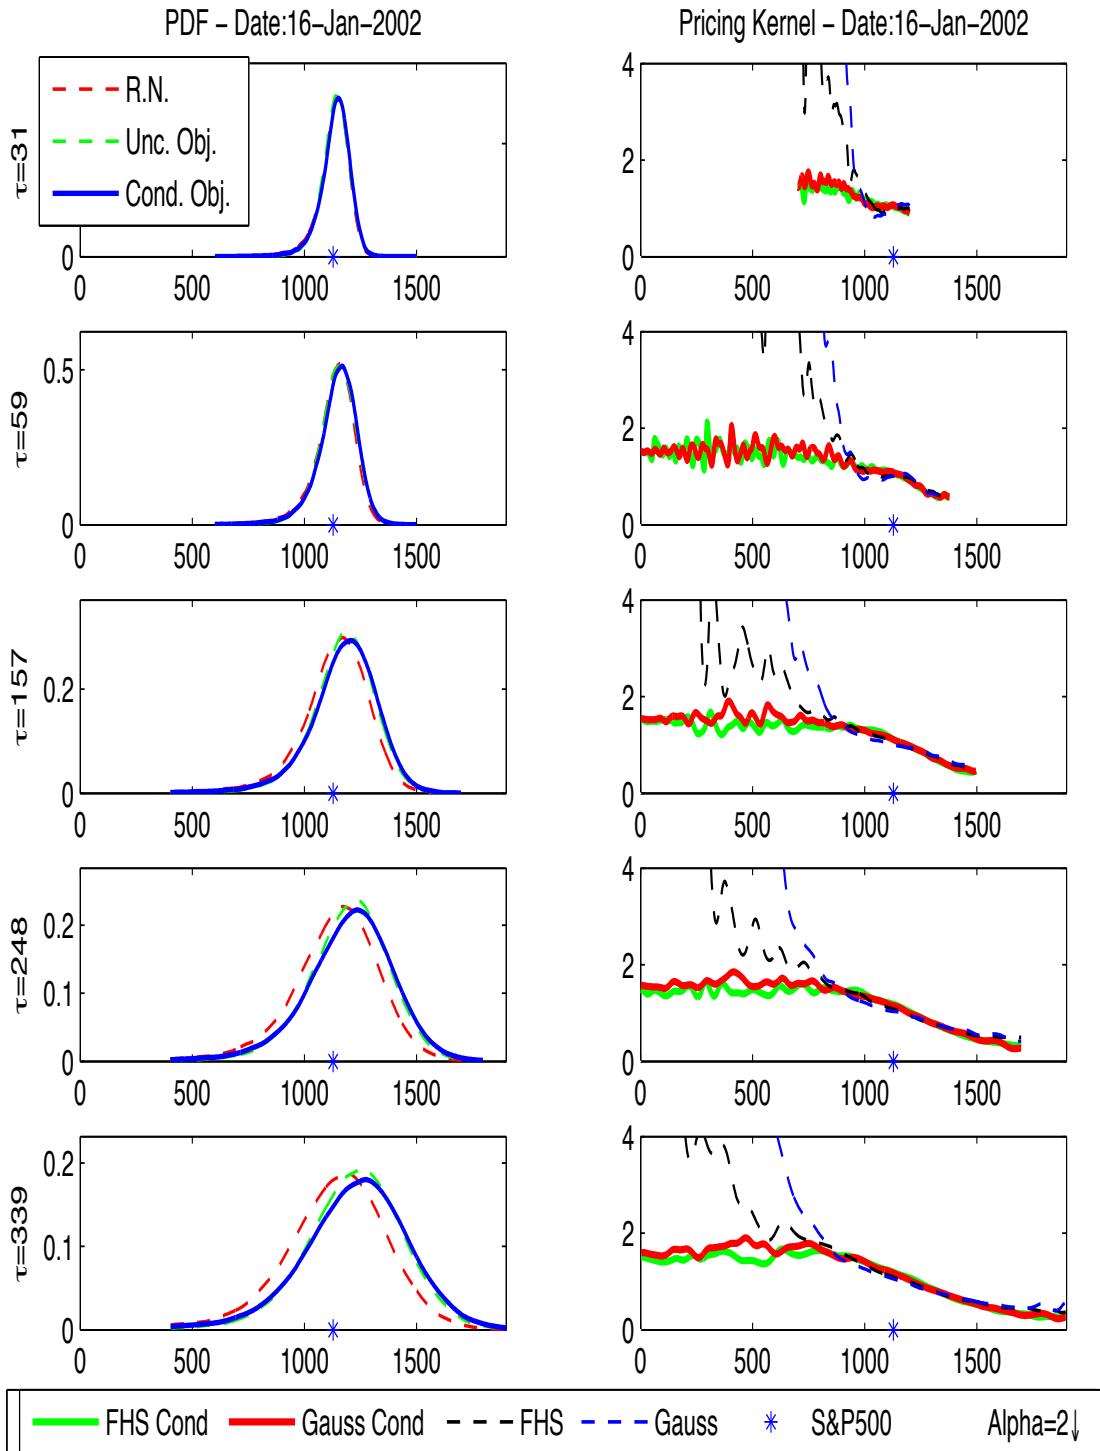 PDF − Date:16−Jan−2002
Pricing Kernel − Date:16−Jan−2002
R.N.
Unc. Obj.
Cond. Obj.
τ=31
0
0 500 1000 1500
4
2
0
0 500 1000 1500
τ=59
0.5
0
0 500 1000 1500
4
2
0
0 500 1000 1500
τ=157
0.2
0
0 500 1000 1500
4
2
0
0 500 1000 1500
τ=248
0.2
0.1
0
0 500 1000 1500
4
2
0
0 500 1000 1500
τ=339
0.2
0.1
0
0 500 1000 1500
4
2
0
0 500 1000 1500
FHS Cond Gauss Cond FHS Gauss S&P500 Alpha=2↓